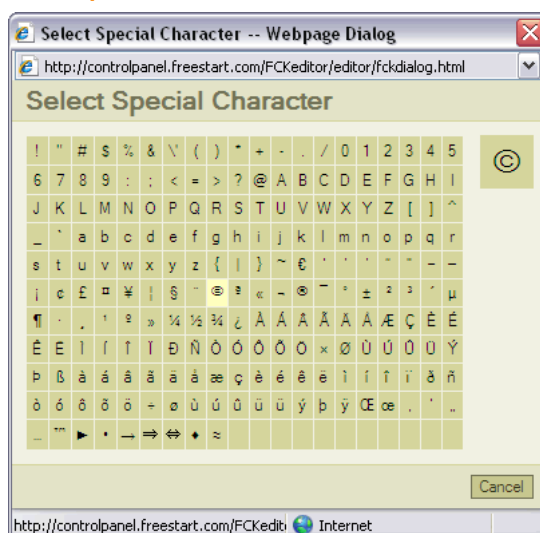 Select Special Character -- Webpage Dialog
http://controlpanel.freestart.com/FCKeditor/editor/fckdialog.html
Select Special Character
! " # $ % & \' ( ) * + - . / 0 1 2 3 4 5
©
6 7 8 9 : ; < = > ? @ A B C D E F G H I
J K L M N O P Q R S T U V W X Y Z [ ] ^
_ ` a b c d e f g h i j k l m n o p q r
s t u v w x y z { | } ~ €
¡ ¢ £ ¤ ¥ ¦ § ¨ © ª « ¬ ® ¯ ° ± ² ³ ´ µ
¶ · ¸ ¹ º » ¼ ½ ¾ ¿ À Á Â Ã Ä Å Æ Ç È É
Ê Ë Ì Í Î Ï Ð Ñ Ò Ó Ô Õ Ö × Ø Ù Ú Û Ü Ý
Þ ß à á â ã ä å æ ç è é ê ë ì í î ï ð ñ
ò ó ô õ ö ÷ ø ù ú û ü ü ý þ ÿ Œ œ
™ ► • → ⇒ ⇔ ♦ ≈
Cancel
http://controlpanel.freestart.com/FCKedit
Internet